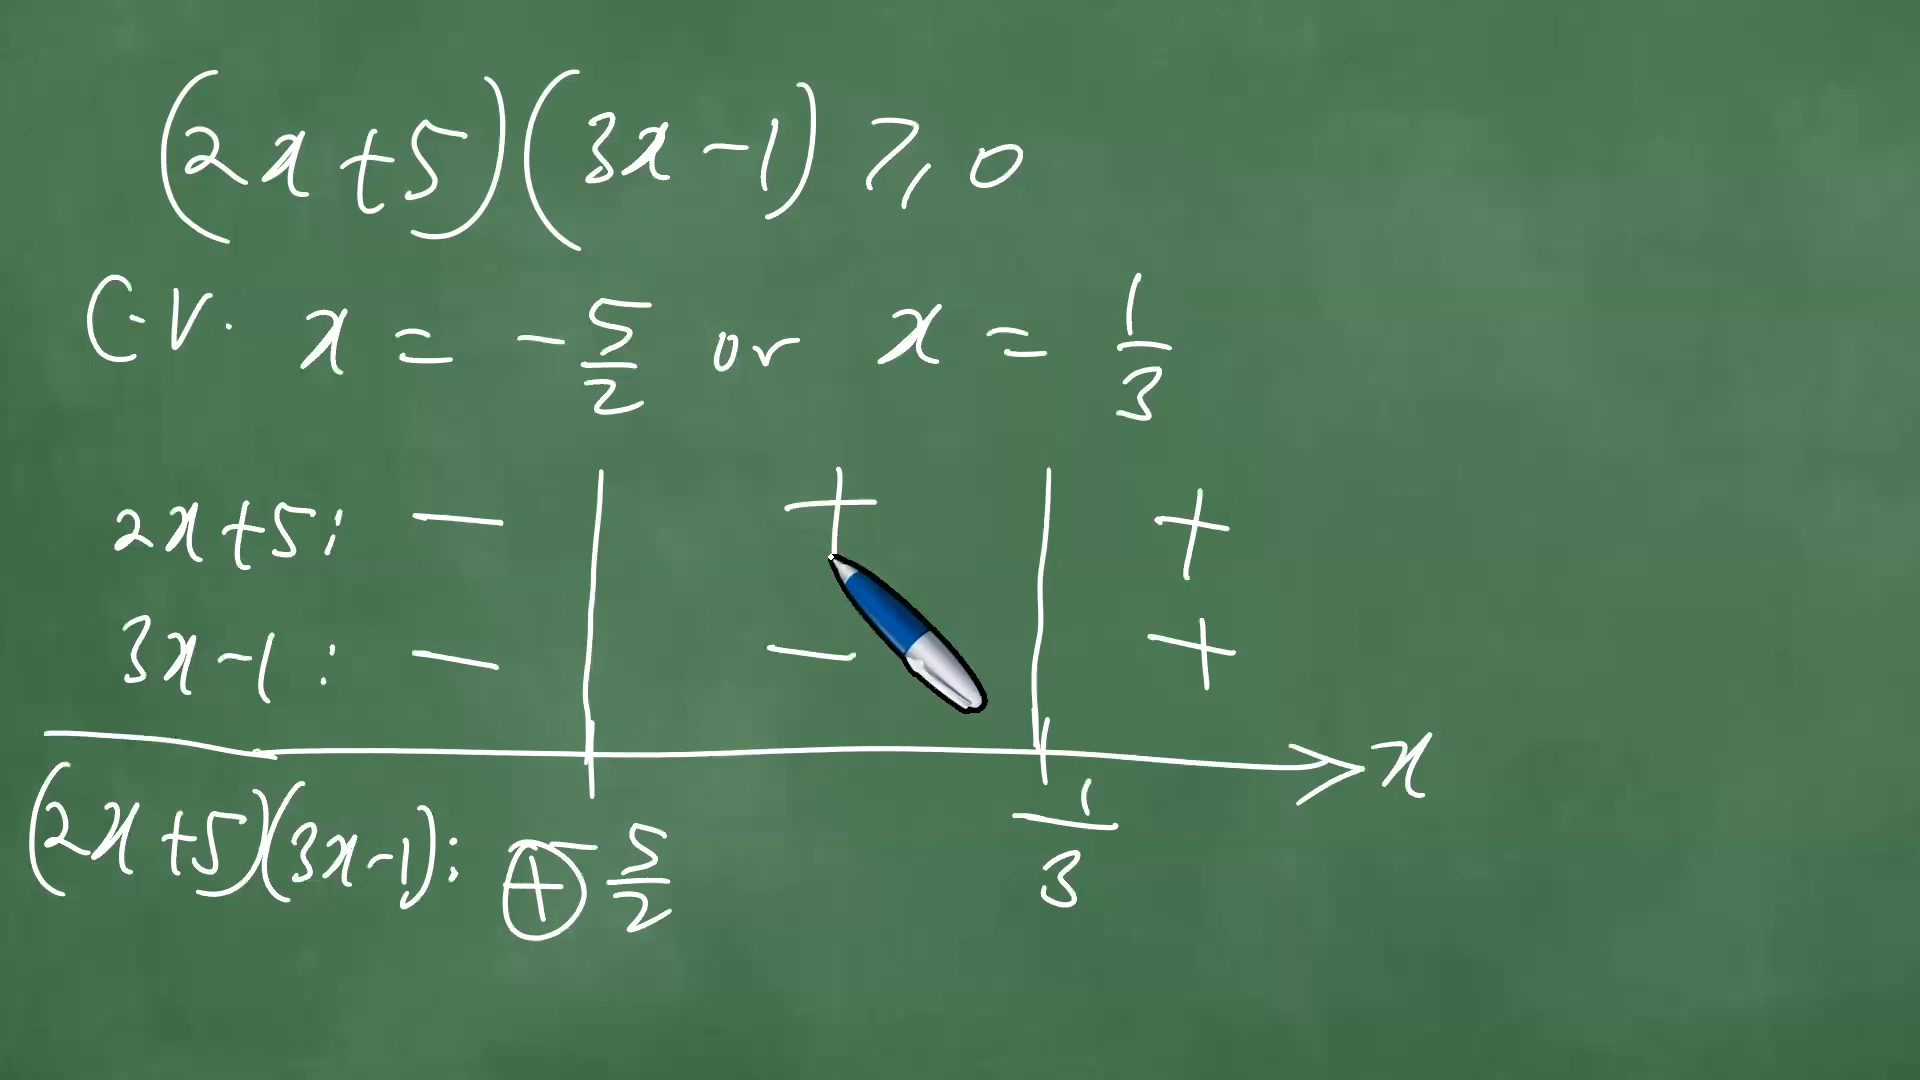 (2x+5)(3x-1) ≥ 0
C.V. x = -5/2 or x = 1/3
2x+5: - + +
3x-1: - - +
x
(2x+5)(3x-1): ⊕ -5/2 1/3